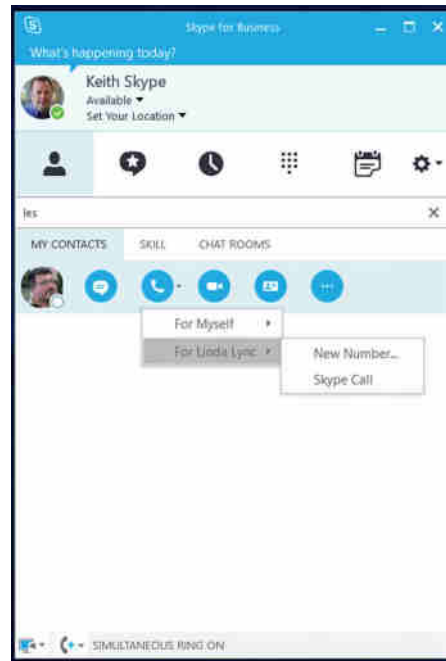 Skype for Business
What's happening today?
Keith Skype
Available
Set Your Location
les
MY CONTACTS SKILL CHAT ROOMS
For Myself
For Linda Lync
New Number...
Skype Call
SIMULTANEOUS RING ON